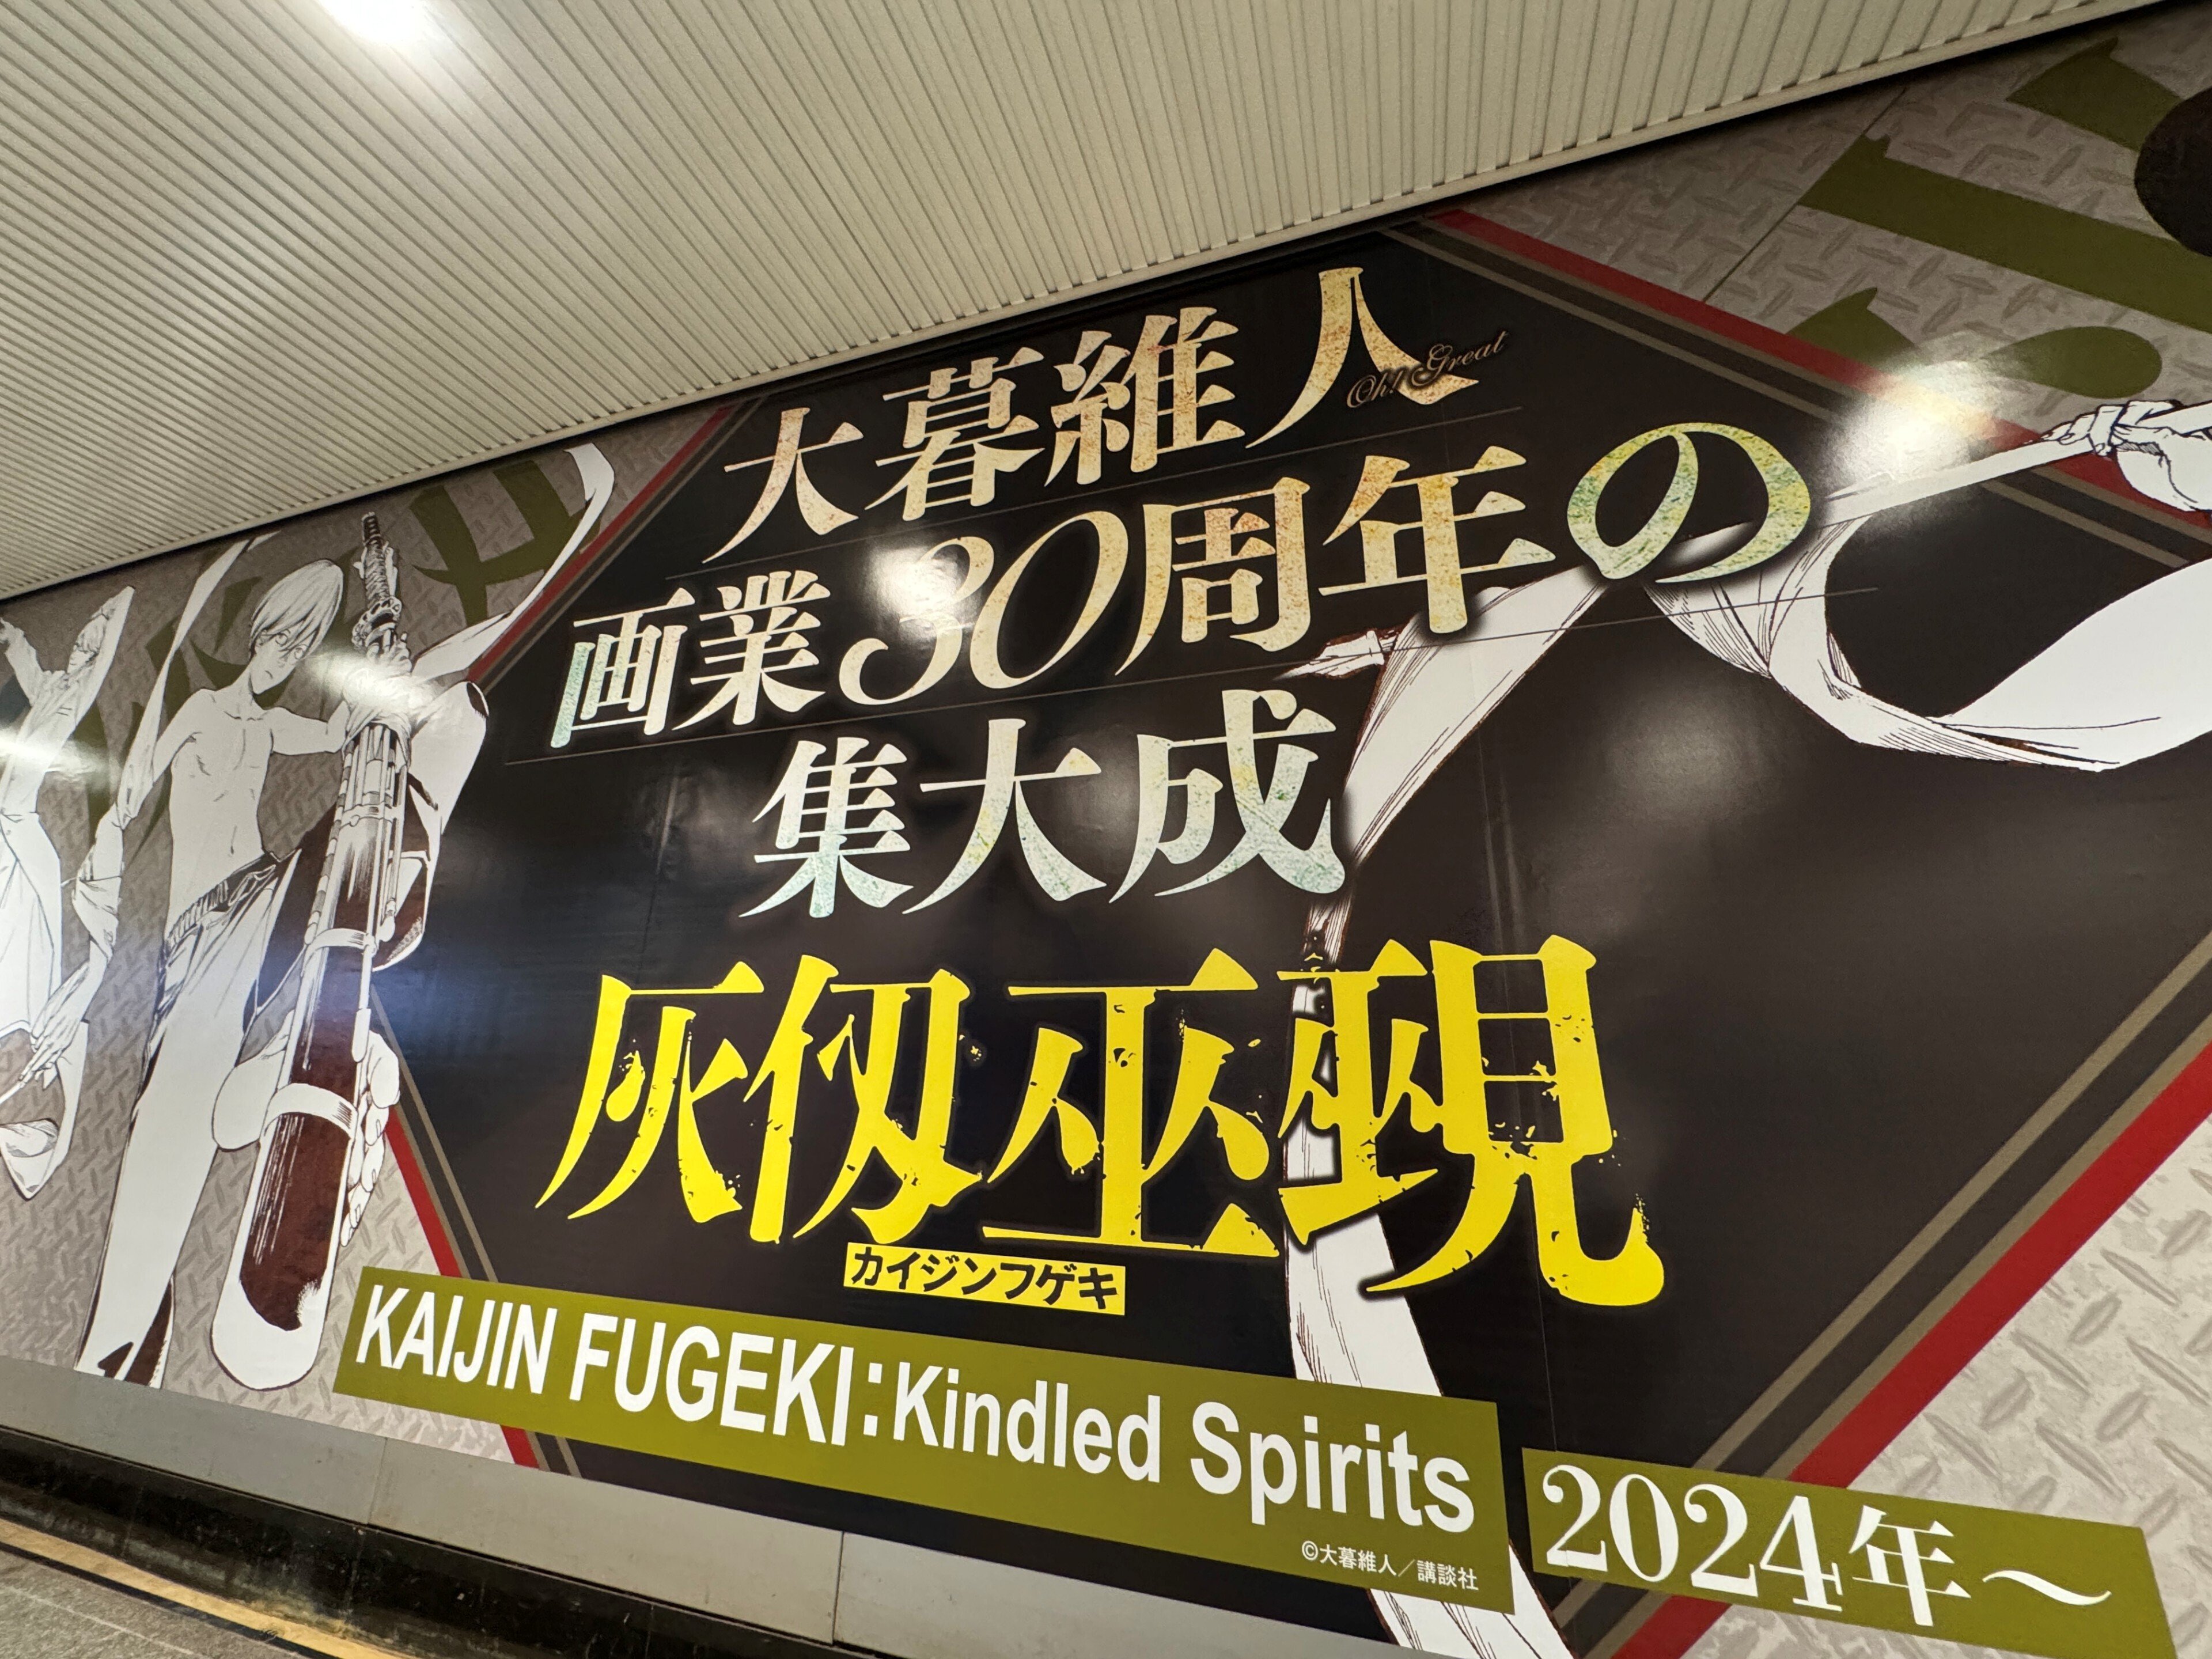 大暮維人
Oh! Great
画業30周年の
集大成
灰仭巫覡
カイジンフゲキ
KAIJIN FUGEKI:Kindled Spirits
2024年～
©大暮維人／講談社